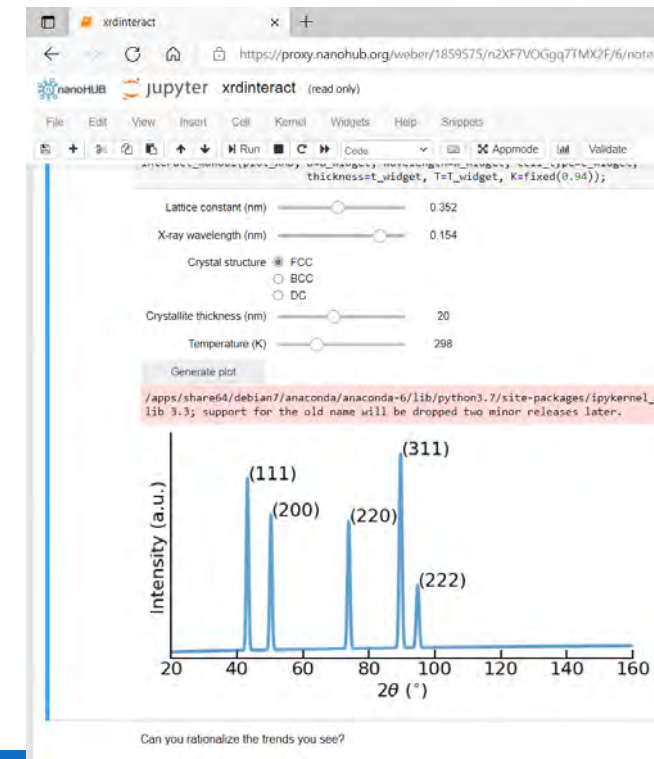 xrdinteract × +
https://proxy.nanohub.org/weber/1859575/n2XF7VOGgq7TMX2F/6/note
nanoHUB jupyter xrdinteract (read only)
File Edit View Insert Cell Kernel Widgets Help Snippets
Run Code Appmode Validate
thickness=t_widget, T=T_widget, K=fixed(0.94));
Lattice constant (nm) 0.352
X-ray wavelength (nm) 0.154
Crystal structure FCC
BCC
DC
Crystallite thickness (nm) 20
Temperature (K) 298
Generate plot
/apps/share64/debian7/anaconda/anaconda-6/lib/python3.7/site-packages/ipykernel_
lib 3.3; support for the old name will be dropped two minor releases later.
(311)
(111)
(200)
(220)
(222)
Intensity (a.u.)
20 40 60 80 100 120 140 160
2θ (°)
Can you rationalize the trends you see?